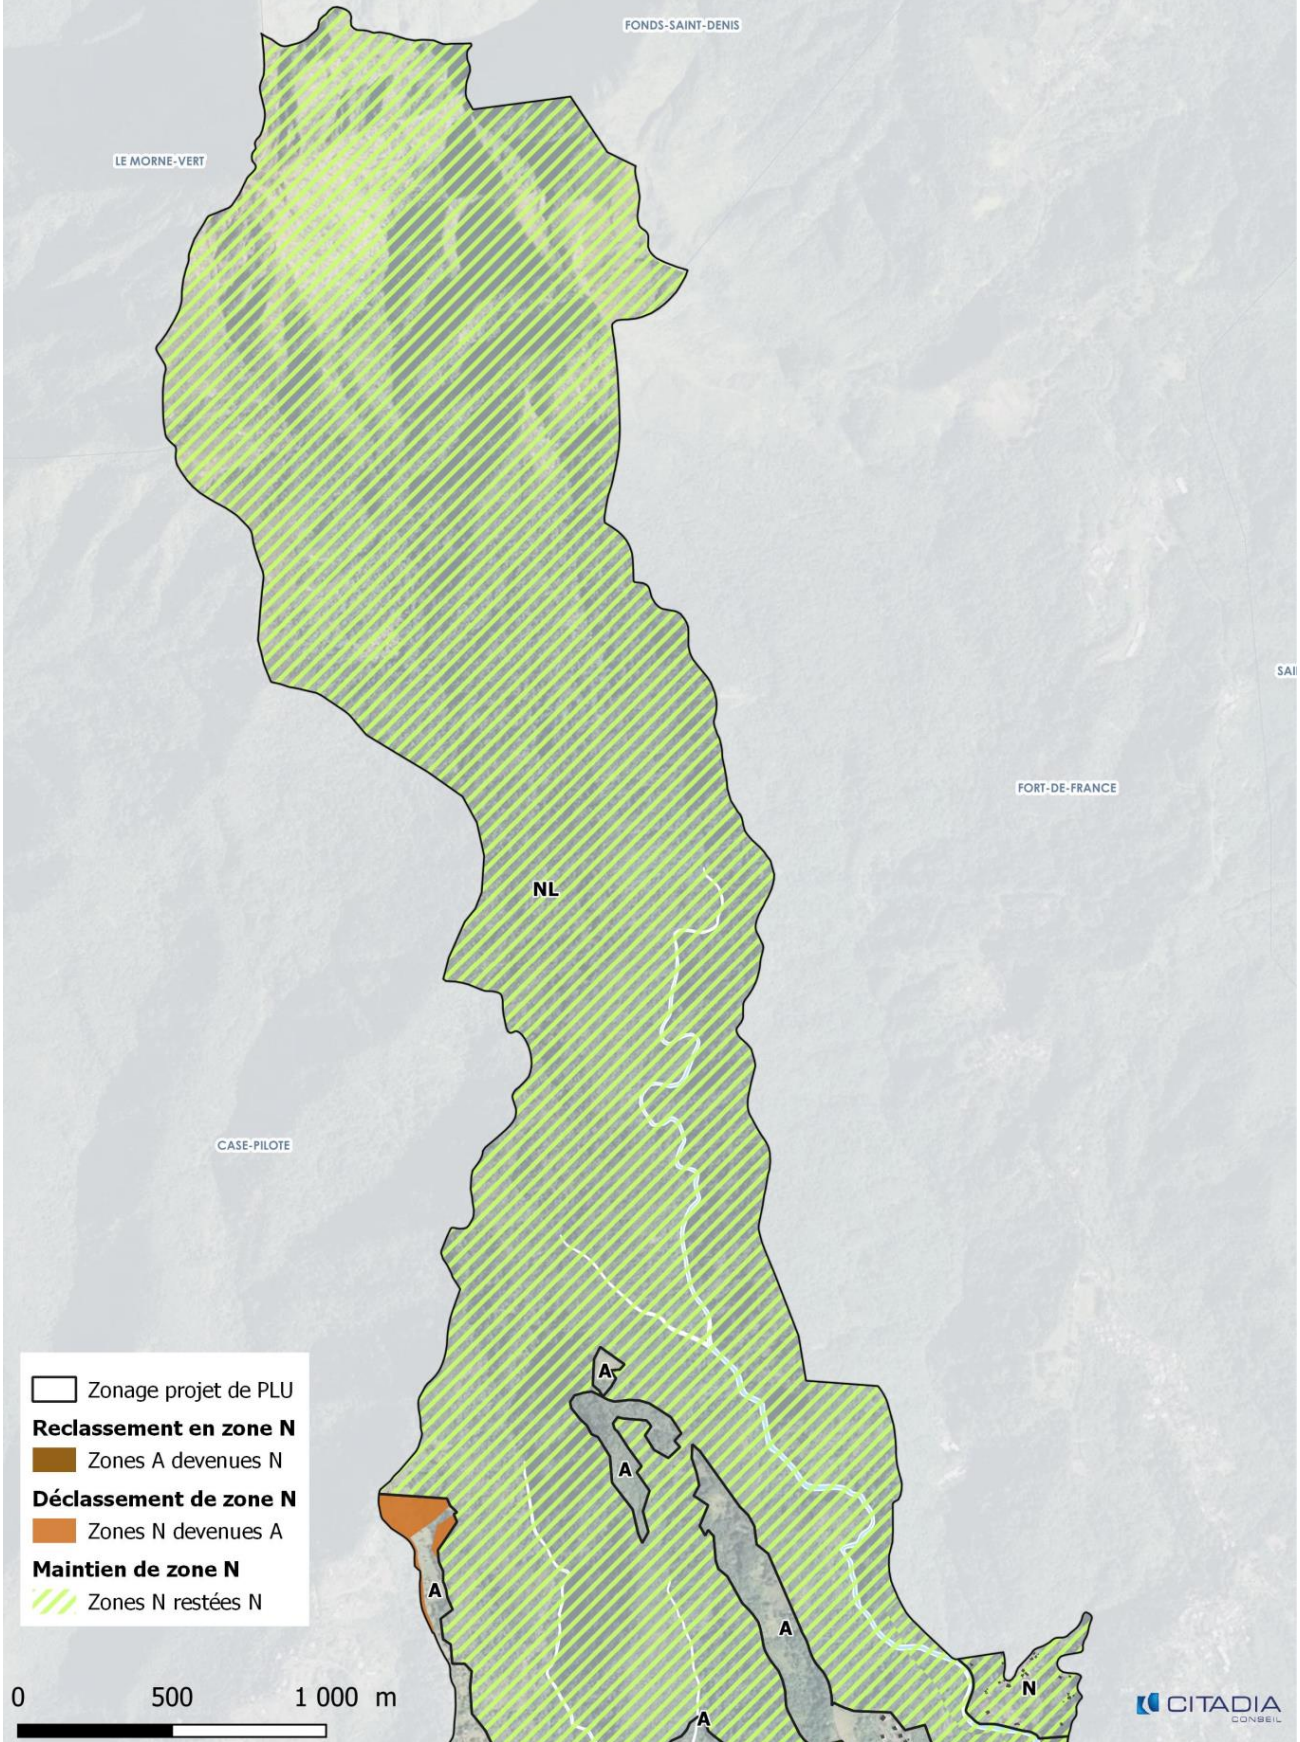 FONDS-SAINT-DENIS
LE MORNE-VERT
SAI
FORT-DE-FRANCE
NL
CASE-PILOTE
A
A
A
A
A
N
Zonage projet de PLU
Reclassement en zone N
Zones A devenues N
Déclassement de zone N
Zones N devenues A
Maintien de zone N
Zones N restées N
0 500 1 000 m
CITADIA
CONSEIL